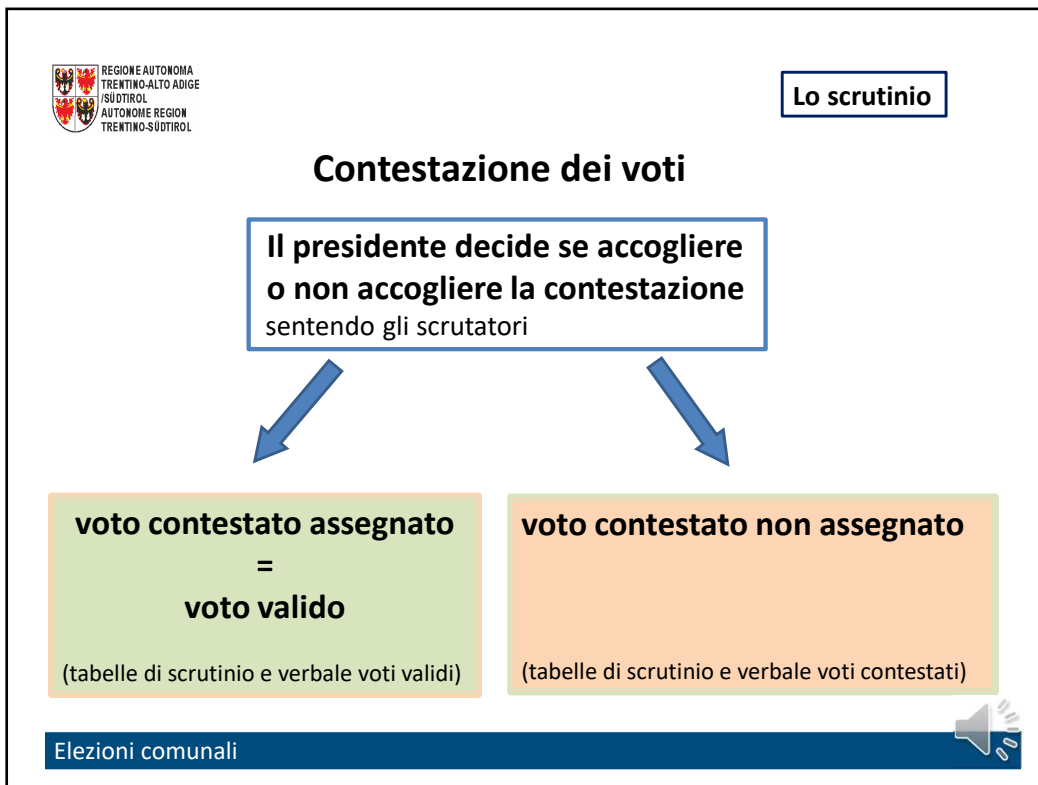 REGIONE AUTONOMA
TRENTINO-ALTO ADIGE
/SÜDTIROL
AUTONOME REGION
TRENTINO-SÜDTIROL
Lo scrutinio
Contestazione dei voti
Il presidente decide se accogliere
o non accogliere la contestazione
sentendo gli scrutatori
voto contestato assegnato
=
voto valido
(tabelle di scrutinio e verbale voti validi)
voto contestato non assegnato
(tabelle di scrutinio e verbale voti contestati)
Elezioni comunali